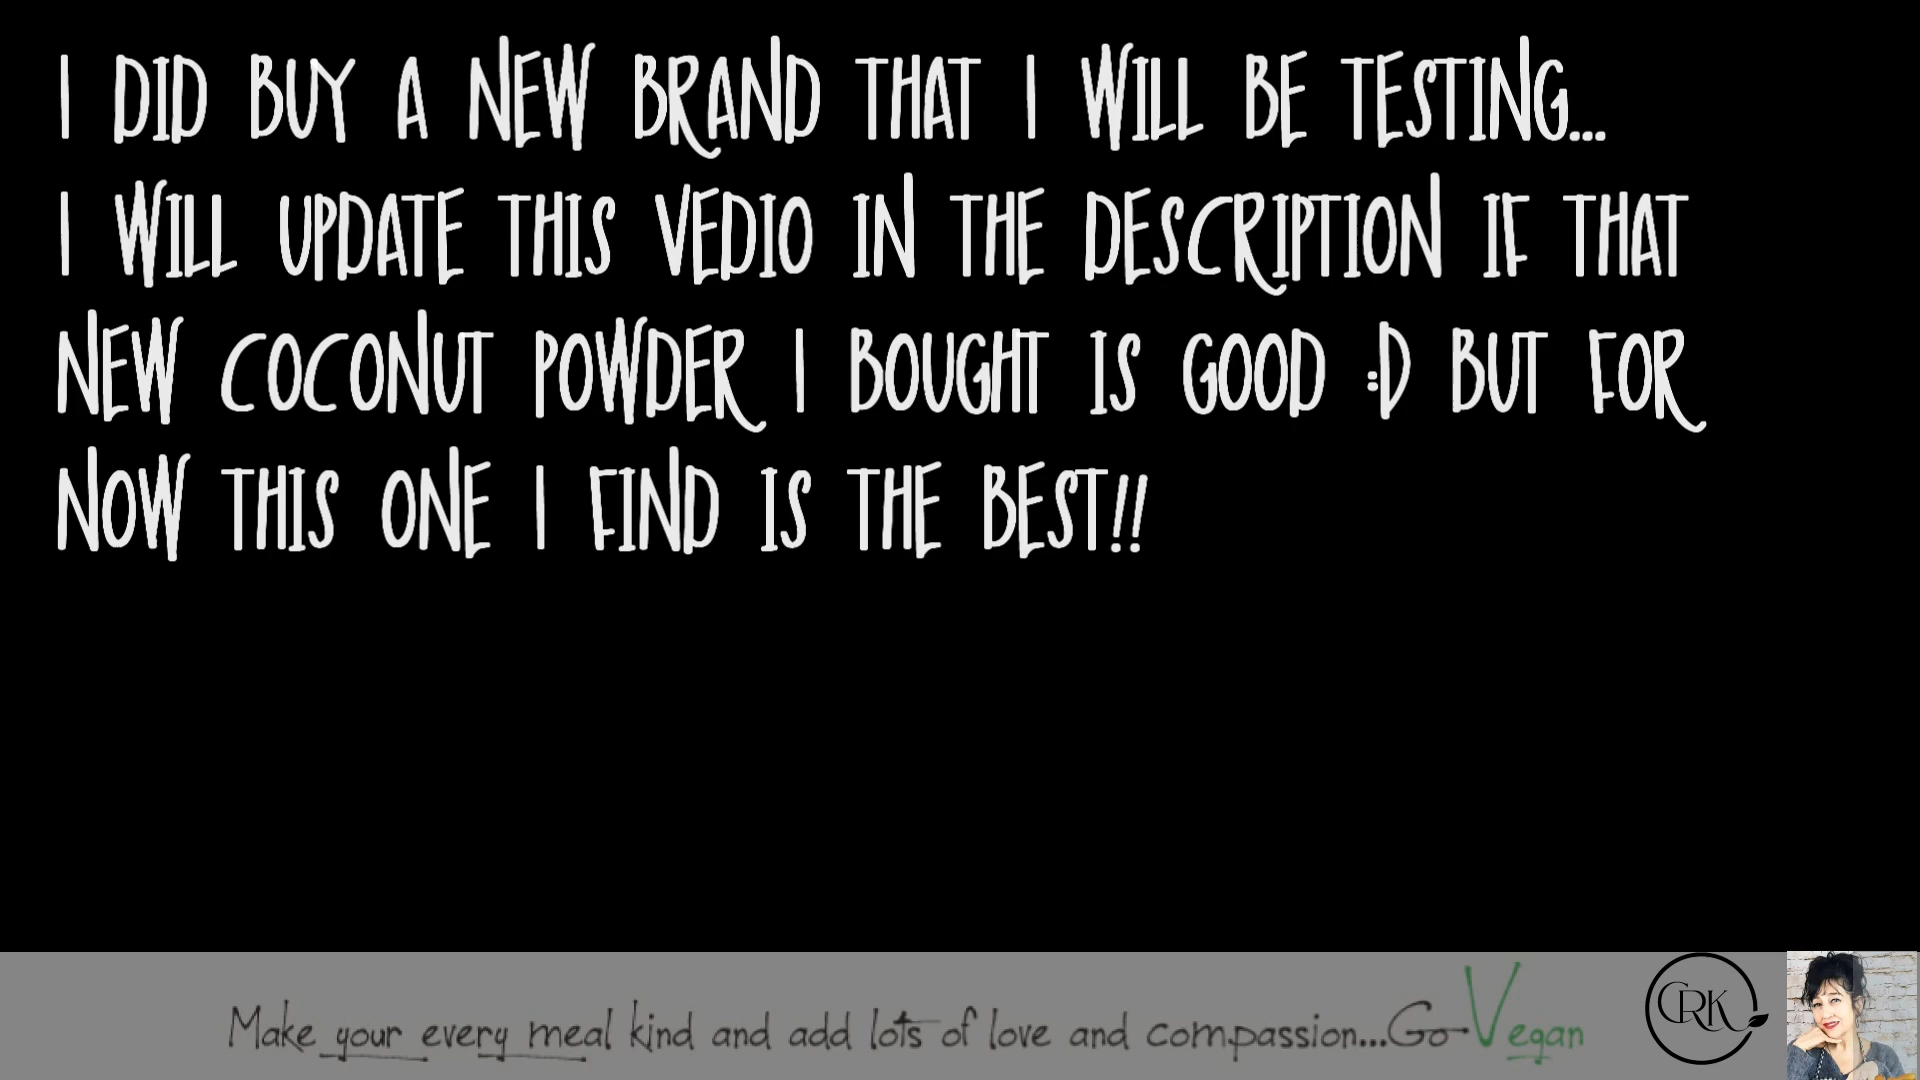 I DID BUY A NEW BRAND THAT I WILL BE TESTING...
I WILL UPDATE THIS VEDIO IN THE DESCRIPTION IF THAT
NEW COCONUT POWDER I BOUGHT IS GOOD :D BUT FOR
NOW THIS ONE I FIND IS THE BEST!!
Make your every meal kind and add lots of love and compassion...Go Vegan
CRK